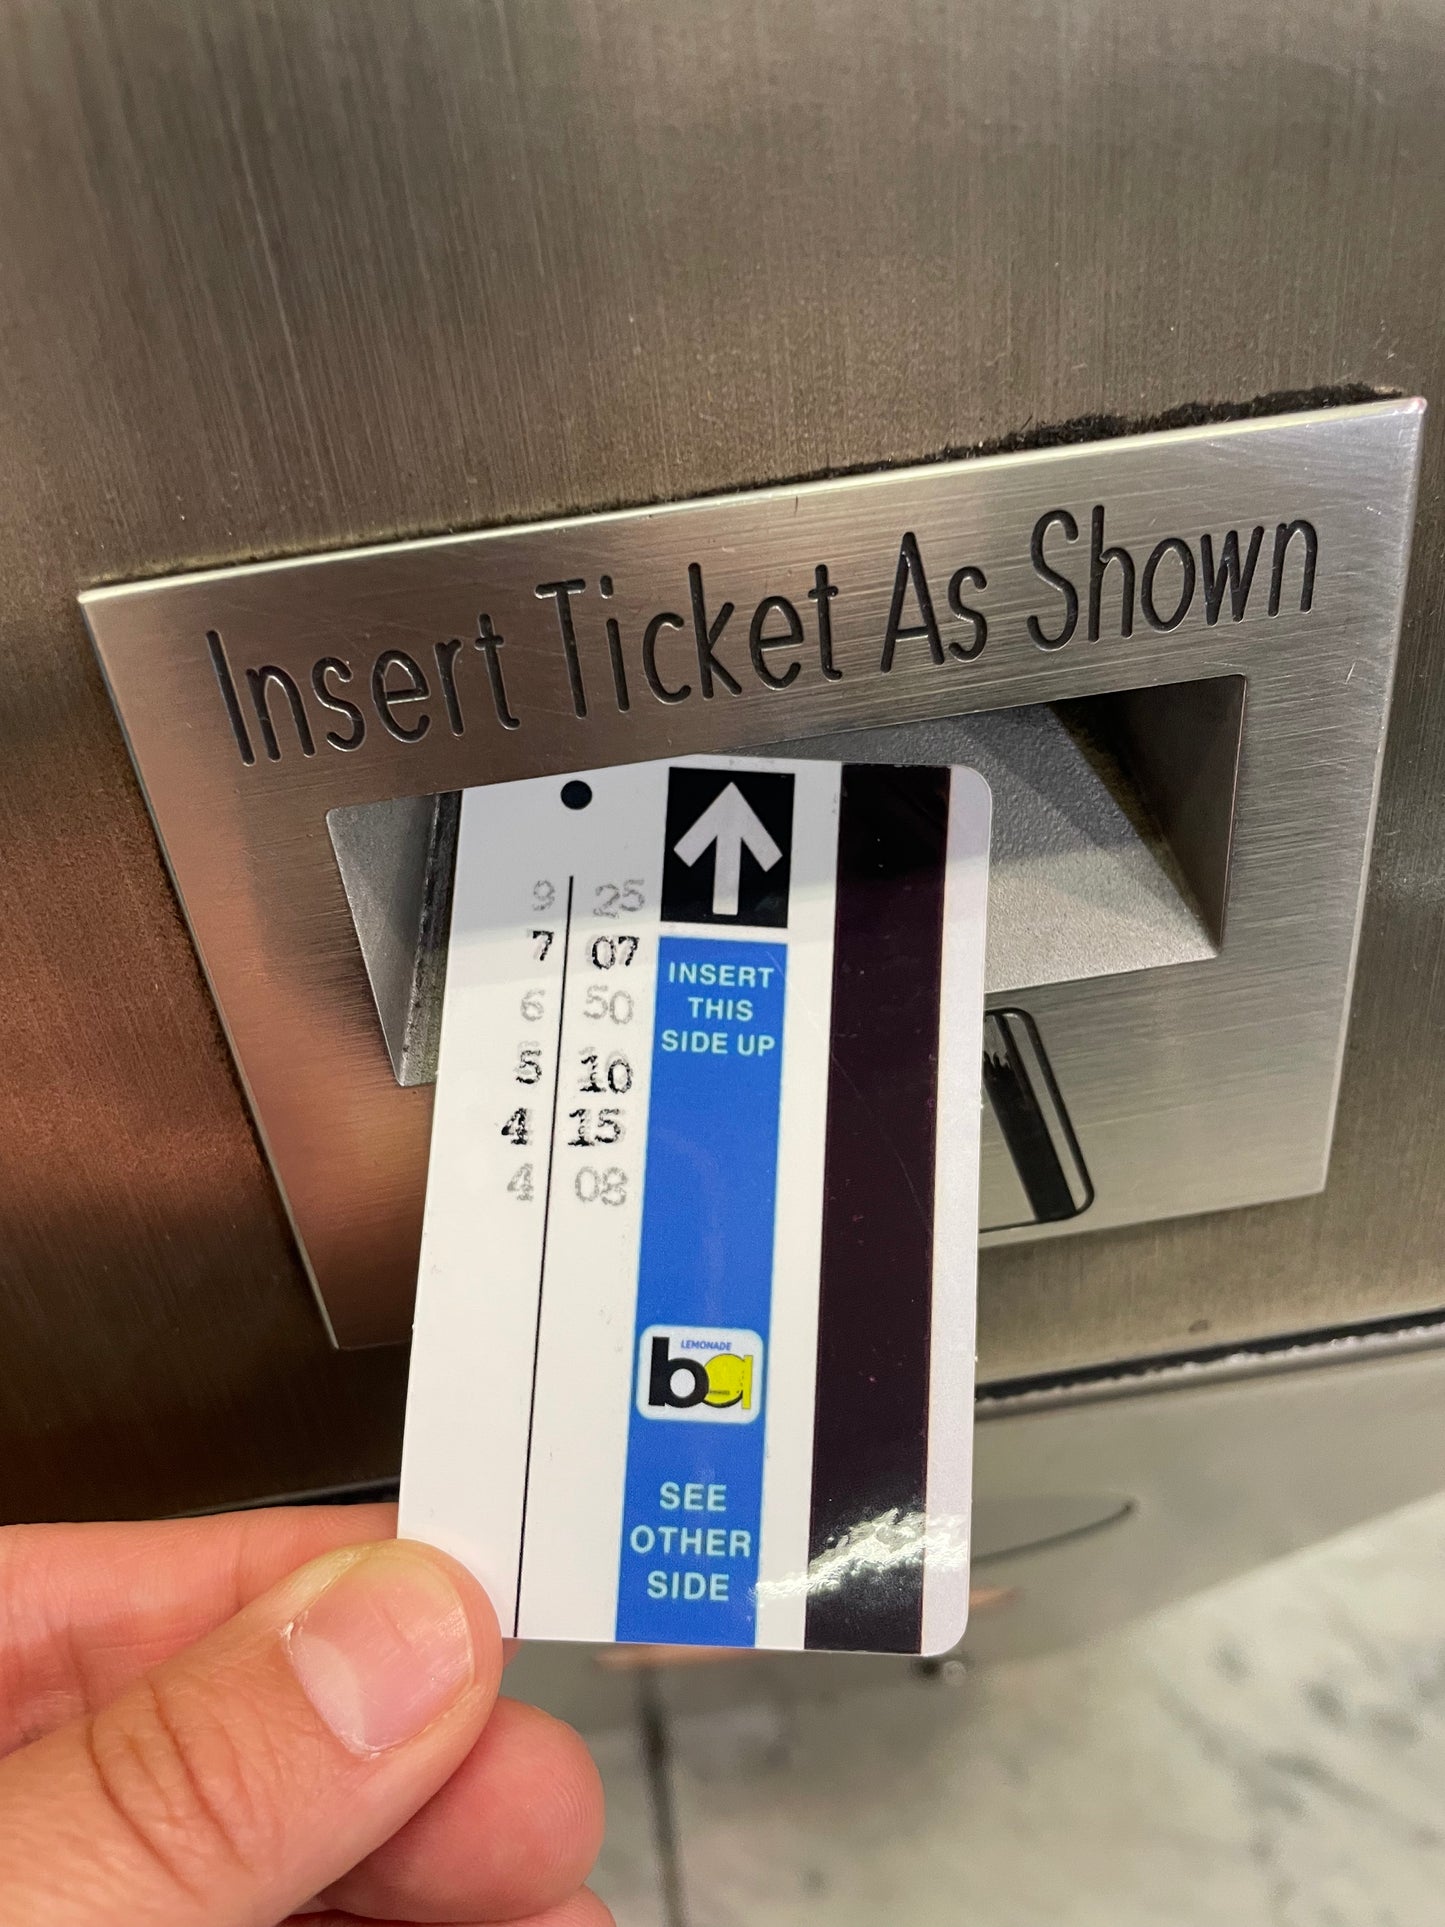 Insert Ticket As Shown
9 25
7 07
6 50
5 10
4 15
4 08
INSERT
THIS
SIDE UP
LEMONADE
ba
SEE
OTHER
SIDE